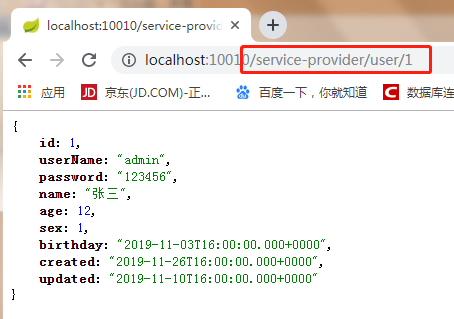 localhost:10010/service-provide
localhost:10010/service-provider/user/1
应用 JD 京东(JD.COM)-正... 百度一下，你就知道 C 数据库连
{
id: 1,
userName: "admin",
password: "123456",
name: "张三",
age: 12,
sex: 1,
birthday: "2019-11-03T16:00:00.000+0000",
created: "2019-11-26T16:00:00.000+0000",
updated: "2019-11-10T16:00:00.000+0000"
}